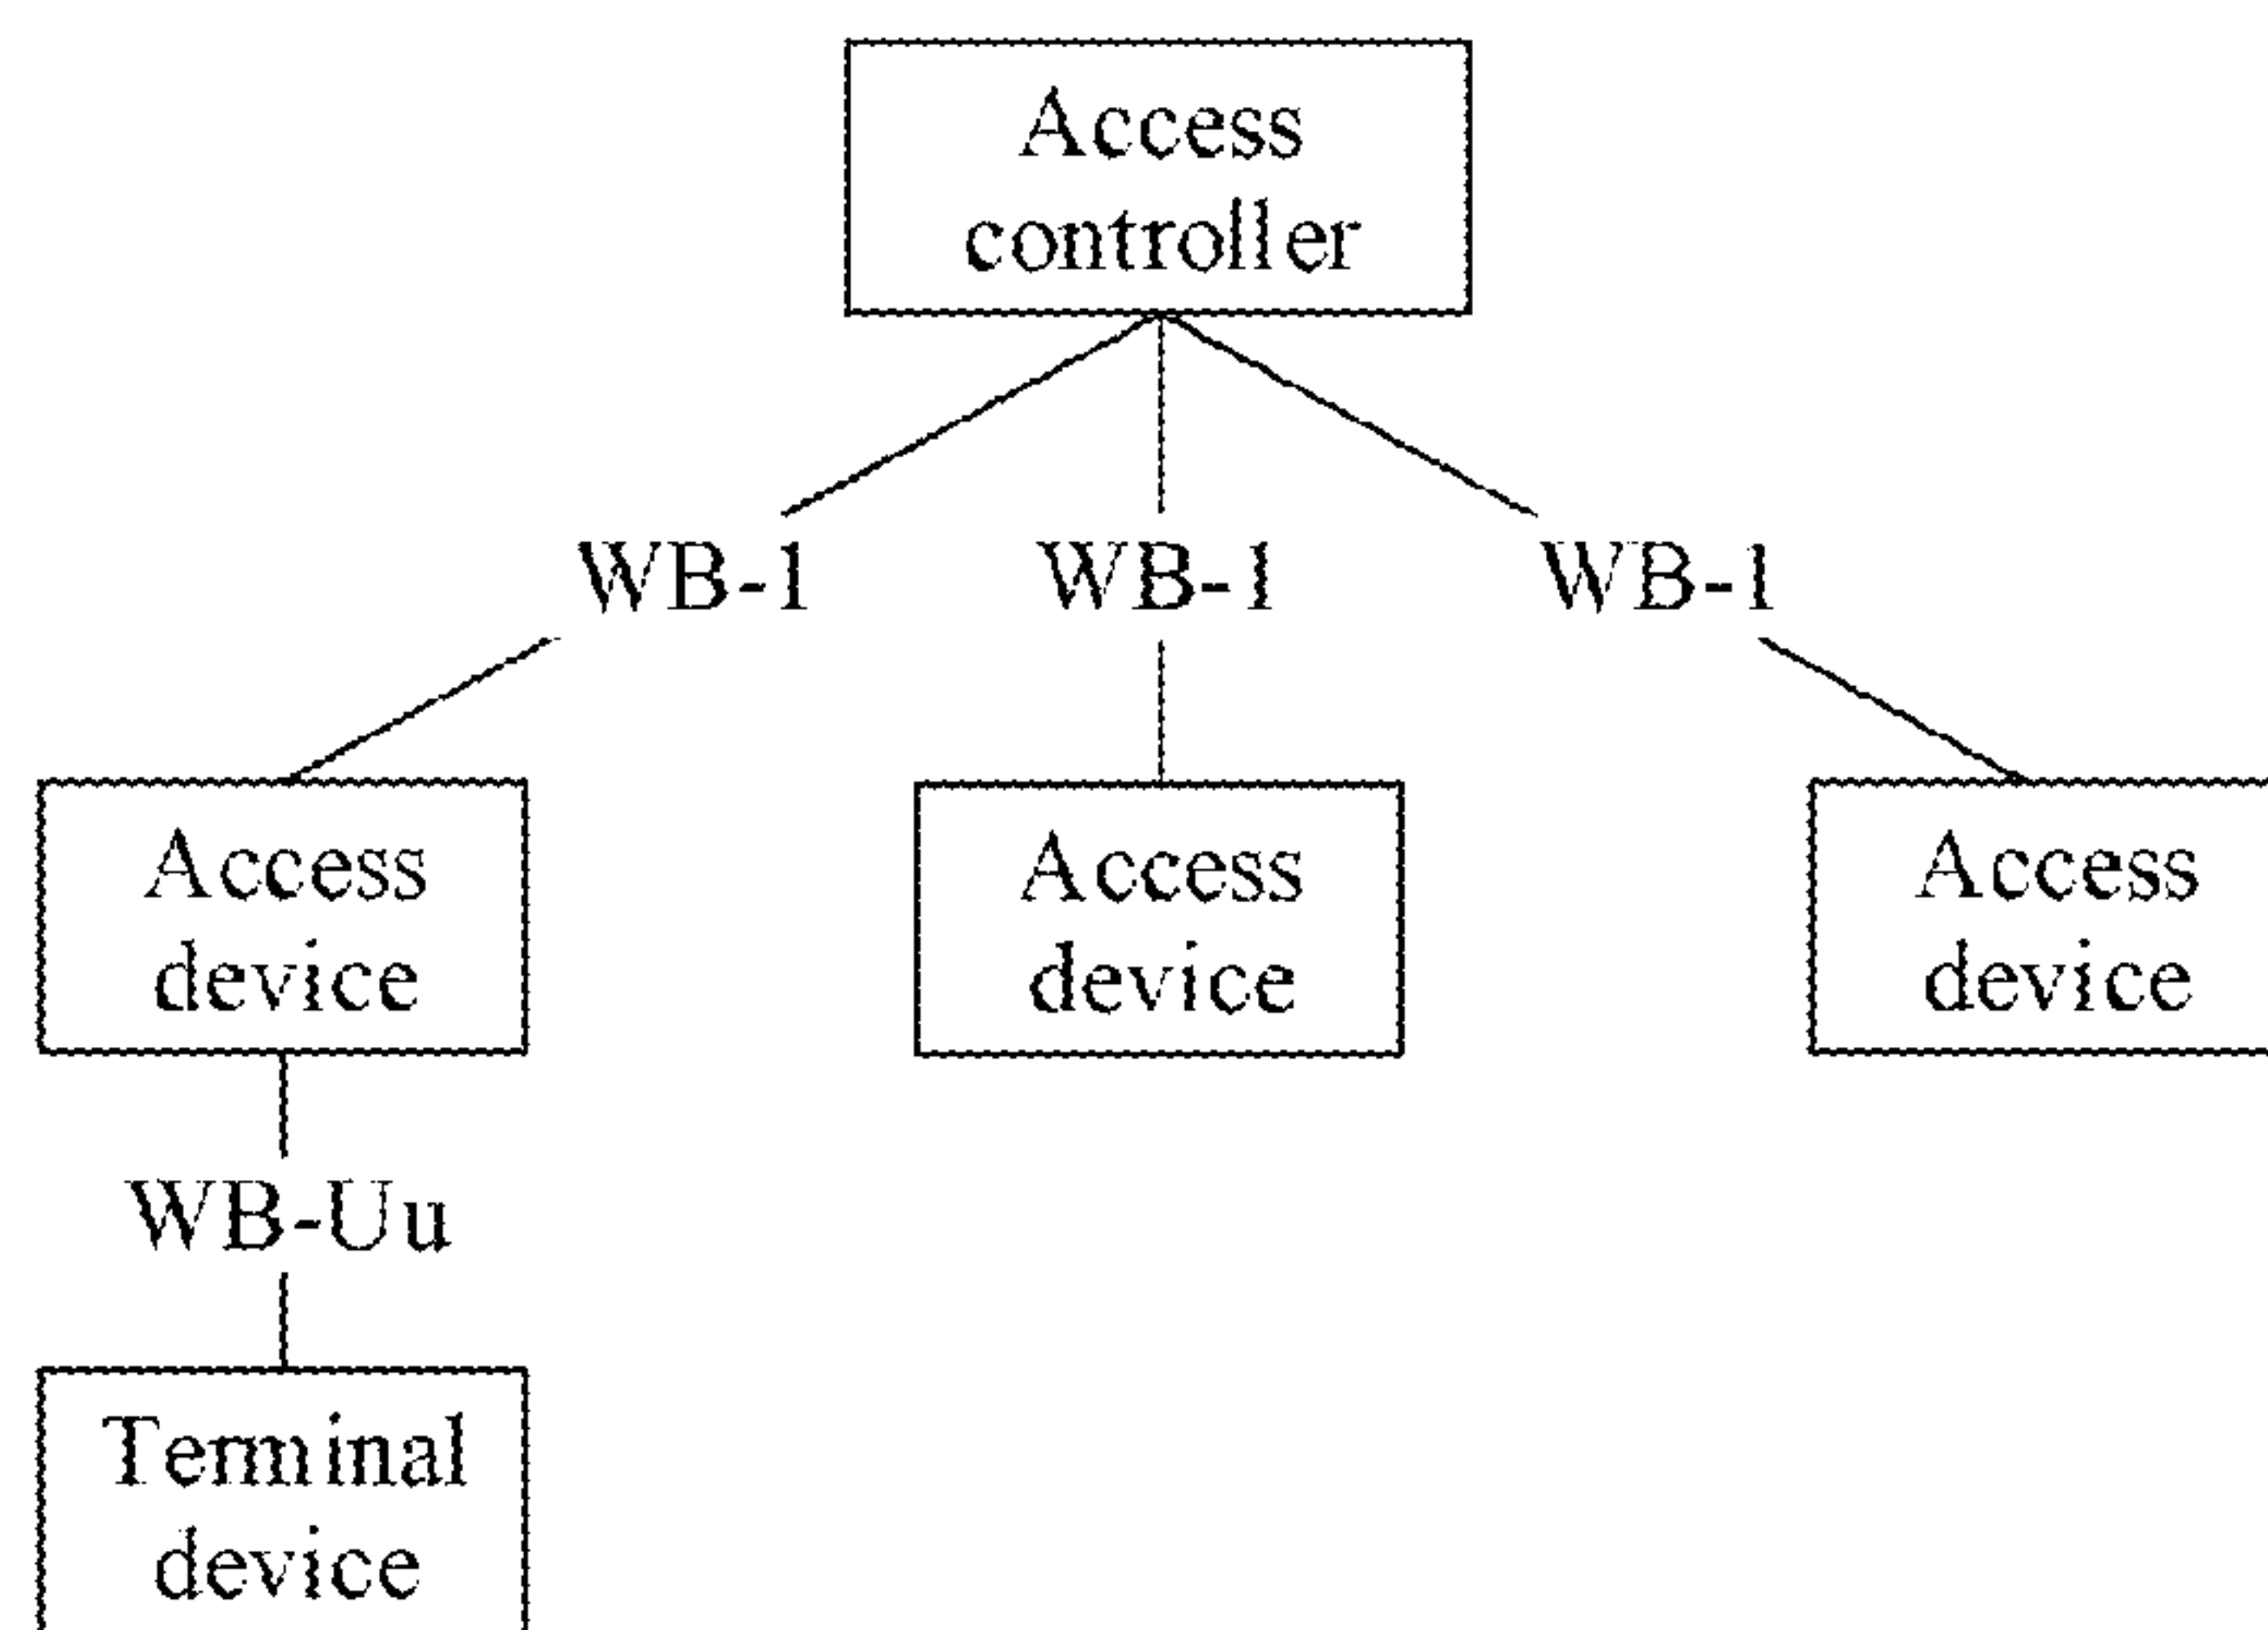 Access
controller
WB-1 WB-1 WB-1
Access
device
Access
device
Access
device
WB-Uu
Terminal
device